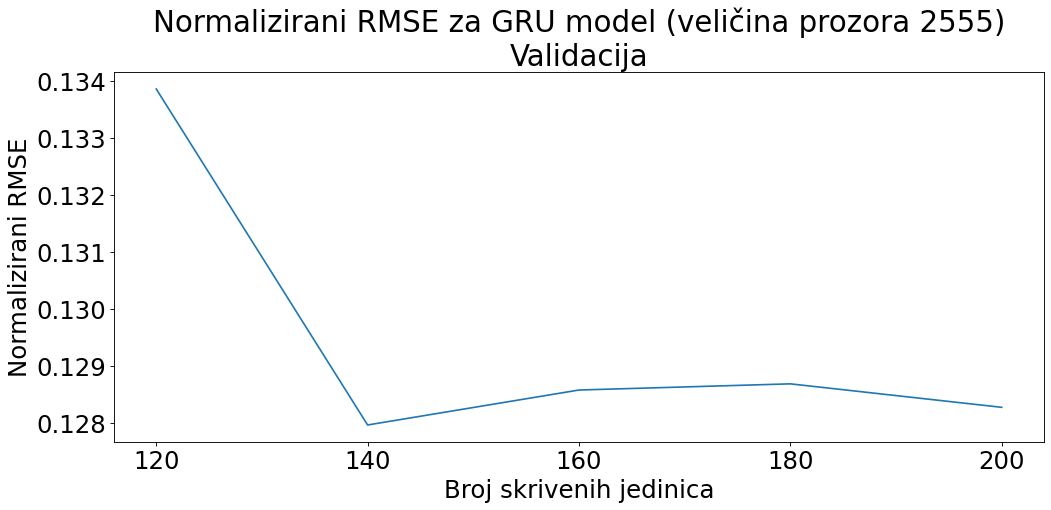 Normalizirani RMSE za GRU model (veličina prozora 2555)
Validacija
Normalizirani RMSE
0.134
0.133
0.132
0.131
0.130
0.129
0.128
120 140 160 180 200
Broj skrivenih jedinica